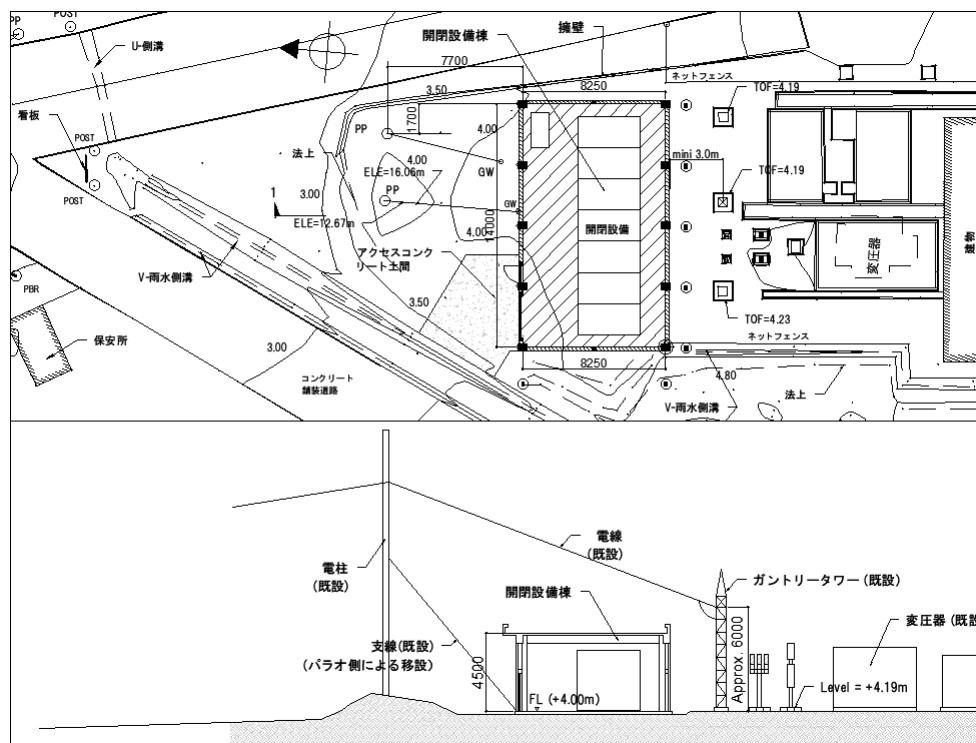 POST
PP
U-側溝
開閉設備棟
擁壁
7700
ネットフェンス
8250
TOF=4.19
3.50
1700
看板
POST
PP
4.00
4.00
法上
GW
mini 3.0m
TOF=4.19
ELE=16.06m
1
3.00
PP
GW
ELE=12.67m
4.00
開閉設備
アクセスコンク
リート土間
変圧器
建物
POST
V-雨水側溝
PBR
3.50
TOF=4.23
ネットフェンス
保安所
3.00
8250
4.80
コンクリート
舗装道路
V-雨水側溝
法上
電線
(既設)
電柱
(既設)
ガントリータワー(既設)
開閉設備棟
変圧器(既設
支線(既設)
(パラオ側による移設)
4500
Approx. 6000
FL (+4.00m)
Level = +4.19m